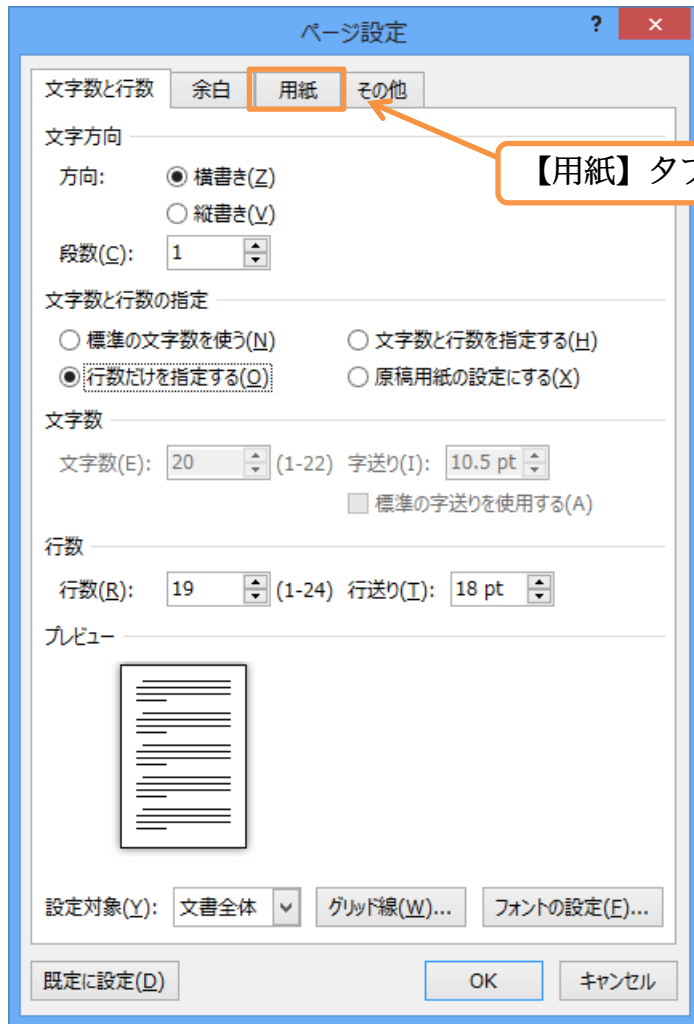 ページ設定 ?
文字数と行数 余白 用紙 その他
文字方向
方向: 横書き(Z)
縦書き(V)
【用紙】タブ
段数(C): 1
文字数と行数の指定
標準の文字数を使う(N) 文字数と行数を指定する(H)
行数だけを指定する(O) 原稿用紙の設定にする(X)
文字数
文字数(E): 20 (1-22) 字送り(I): 10.5 pt
標準の字送りを使用する(A)
行数
行数(R): 19 (1-24) 行送り(T): 18 pt
プレビュー
設定対象(Y): 文書全体 グリッド線(W)... フォントの設定(F)...
既定に設定(D) OK キャンセル